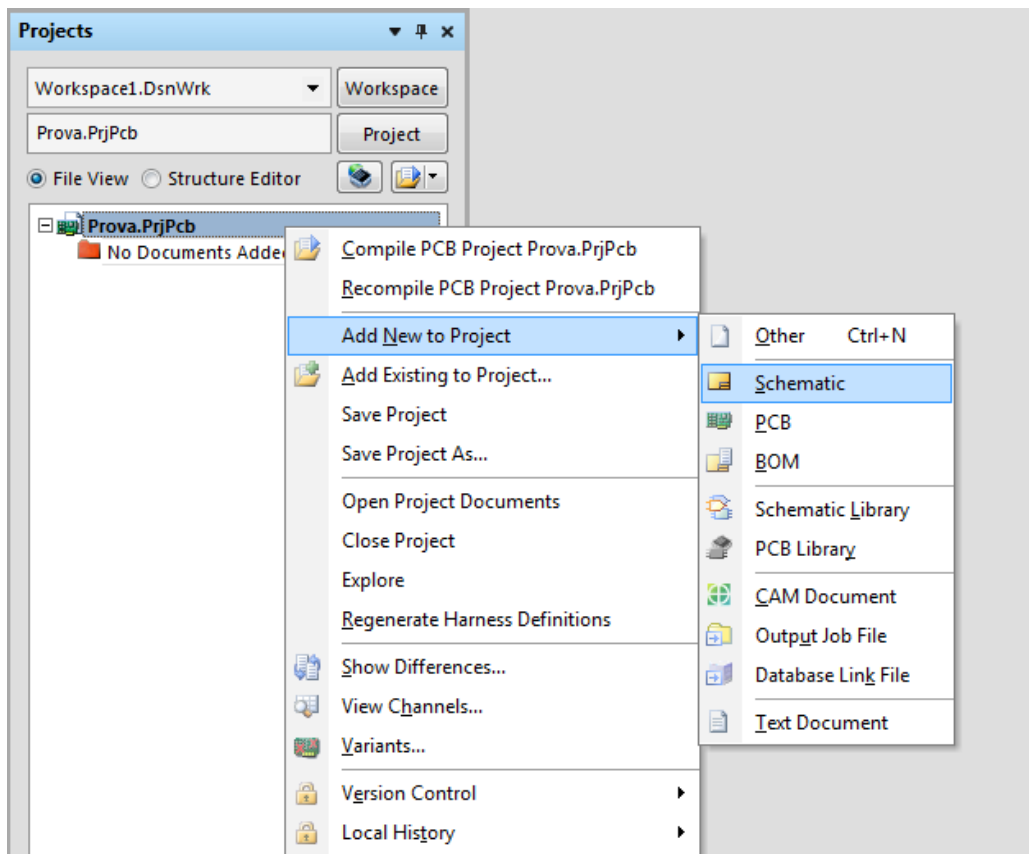 Projects
Workspace1.DsnWrk
Workspace
Prova.PrjPcb
Project
File View
Structure Editor
Prova.PrjPcb
No Documents Added
Compile PCB Project Prova.PrjPcb
Recompile PCB Project Prova.PrjPcb
Add New to Project
Add Existing to Project...
Save Project
Save Project As...
Open Project Documents
Close Project
Explore
Regenerate Harness Definitions
Show Differences...
View Channels...
Variants...
Version Control
Local History
Other Ctrl+N
Schematic
PCB
BOM
Schematic Library
PCB Library
CAM Document
Output Job File
Database Link File
Text Document